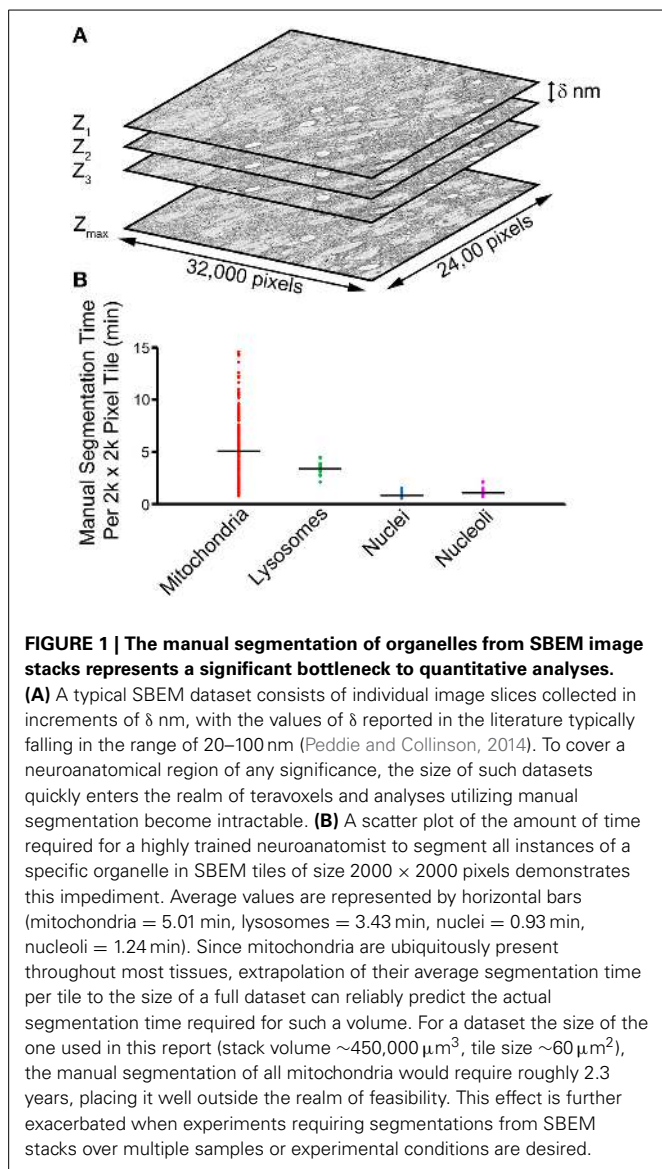 A
δ nm
Z1
Z2
Z3
Zmax
32,000 pixels
24,00 pixels
B
Manual Segmentation Time
Per 2k x 2k Pixel Tile (min)
15
10
5
0
Mitochondria
Lysosomes
Nuclei
Nucleoli
FIGURE 1 | The manual segmentation of organelles from SBEM image
stacks represents a significant bottleneck to quantitative analyses.
(A) A typical SBEM dataset consists of individual image slices collected in
increments of δ nm, with the values of δ reported in the literature typically
falling in the range of 20–100 nm (Peddie and Collinson, 2014). To cover a
neuroanatomical region of any significance, the size of such datasets
quickly enters the realm of teravoxels and analyses utilizing manual
segmentation become intractable. (B) A scatter plot of the amount of time
required for a highly trained neuroanatomist to segment all instances of a
specific organelle in SBEM tiles of size 2000 × 2000 pixels demonstrates
this impediment. Average values are represented by horizontal bars
(mitochondria = 5.01 min, lysosomes = 3.43 min, nuclei = 0.93 min,
nucleoli = 1.24 min). Since mitochondria are ubiquitously present
throughout most tissues, extrapolation of their average segmentation time
per tile to the size of a full dataset can reliably predict the actual
segmentation time required for such a volume. For a dataset the size of the
one used in this report (stack volume ~450,000 μm³, tile size ~60 μm²),
the manual segmentation of all mitochondria would require roughly 2.3
years, placing it well outside the realm of feasibility. This effect is further
exacerbated when experiments requiring segmentations from SBEM
stacks over multiple samples or experimental conditions are desired.